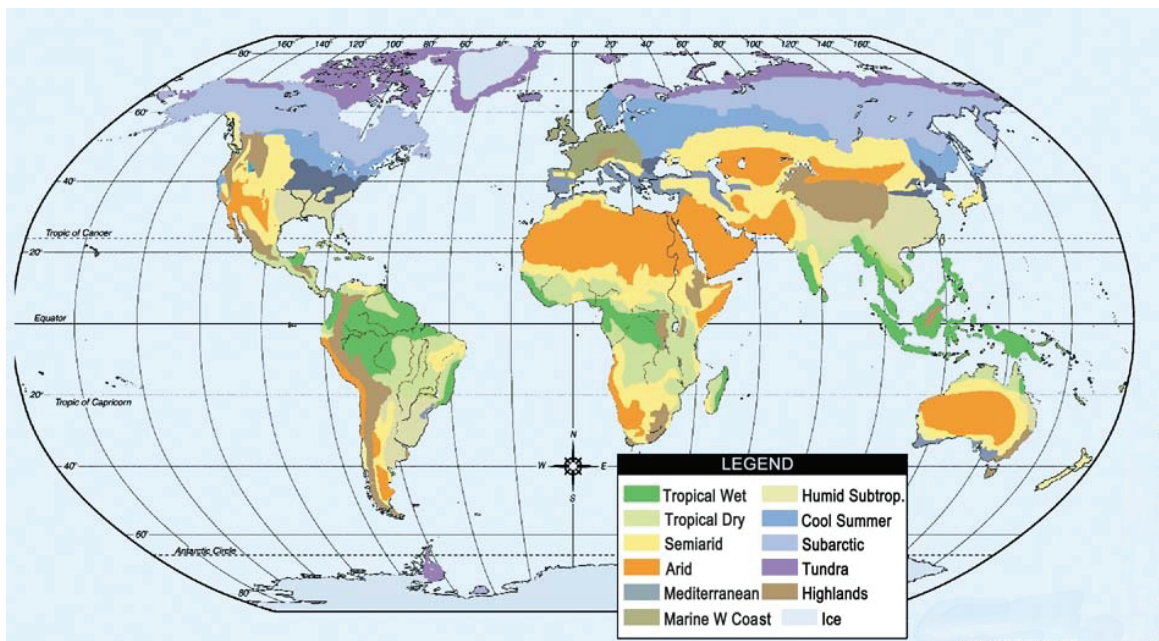 160° 140° 120° 100° 80° 60° 40° 20° 0° 20° 40° 60° 80° 100° 120° 140° 160°
80°
60°
40°
Tropic of Cancer
20°
Equator
0°
20°
Tropic of Capricorn
40°
60°
Antarctic Circle
80°
N
W E
S
LEGEND
Tropical Wet
Tropical Dry
Semiarid
Arid
Mediterranean
Marine W Coast
Humid Subtrop.
Cool Summer
Subarctic
Tundra
Highlands
Ice